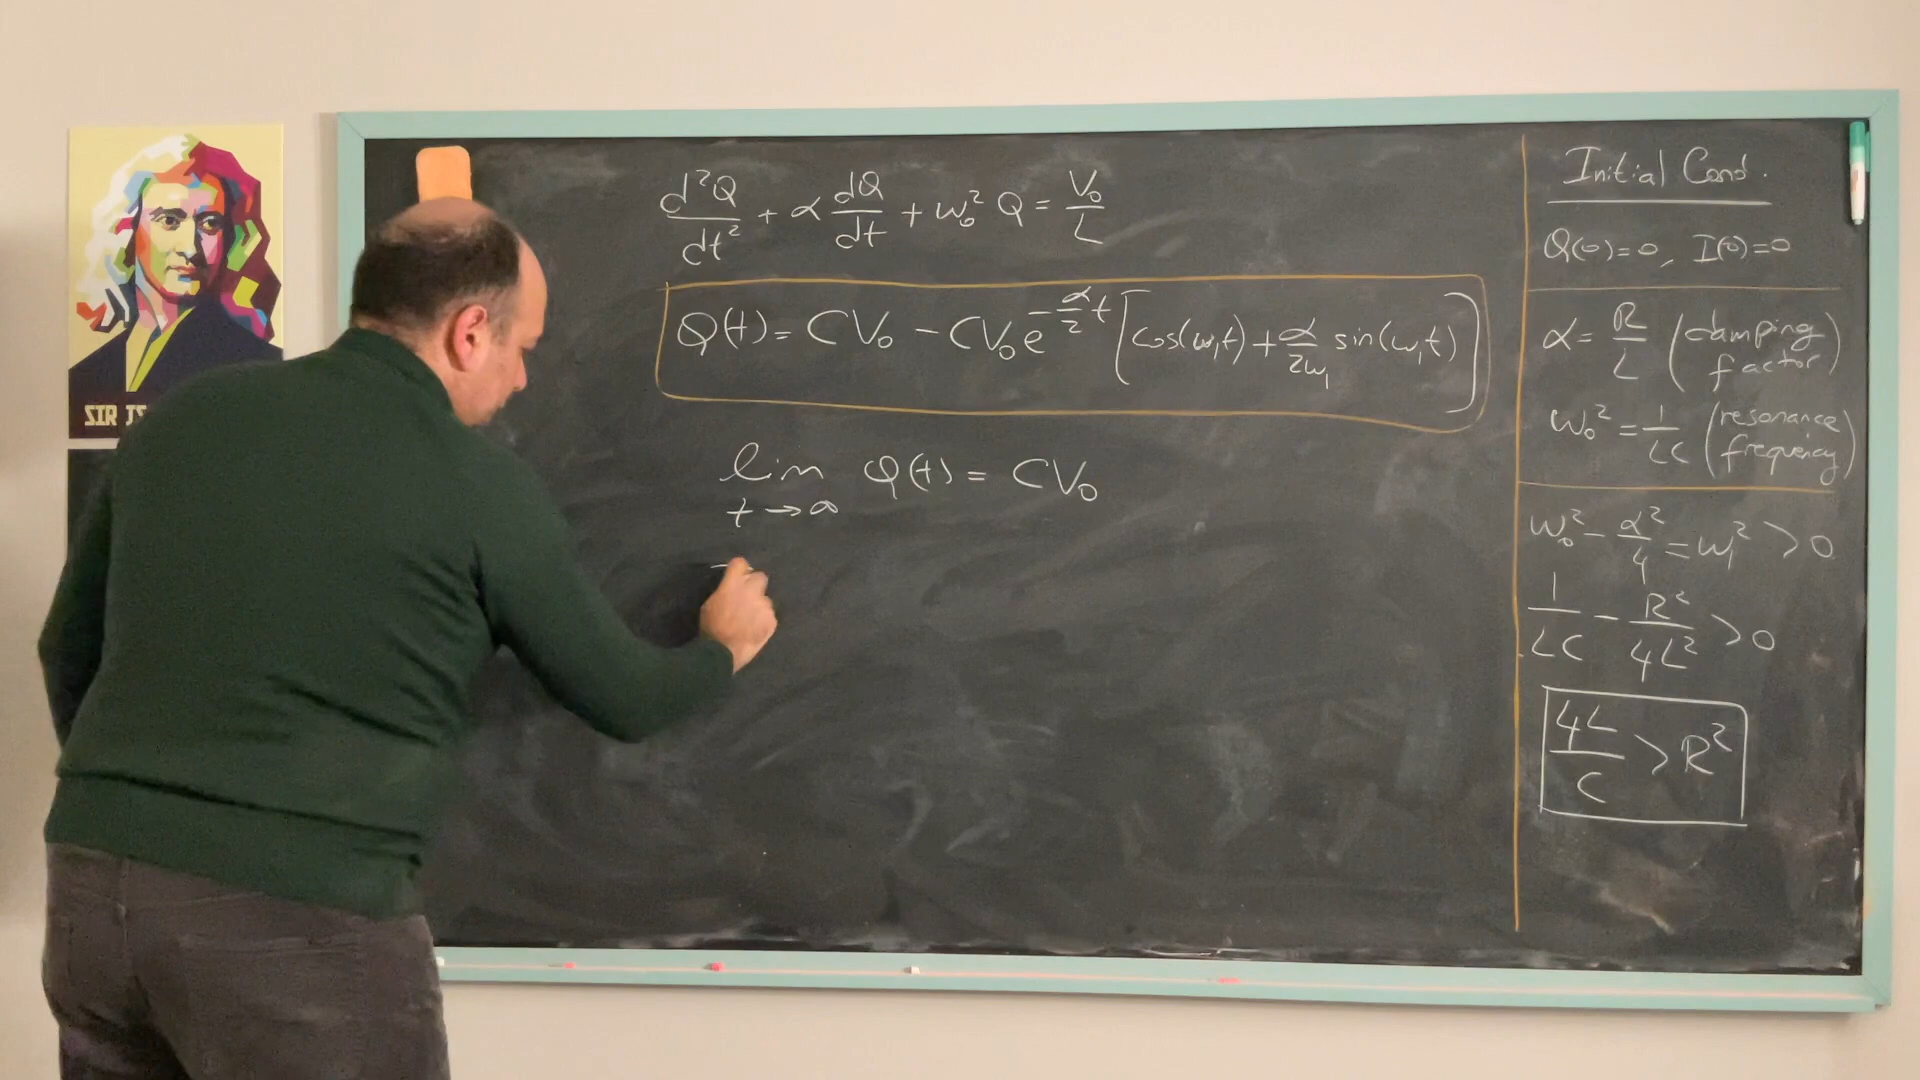 d²Q/dt² + α dQ/dt + ω₀² Q = V₀/L
Q(t) = CV₀ − CV₀ e^(−α/2 t) [cos(ω₁t) + α/2ω₁ sin(ω₁t)]
lim t→∞ Q(t) = CV₀
Initial Cond.
Q(0)=0, I(0)=0
α = R/L (damping factor)
ω₀² = 1/LC (resonance frequency)
ω₀² − α²/4 = ω₁² > 0
1/LC − R²/4L² > 0
4L/C > R²
SIR